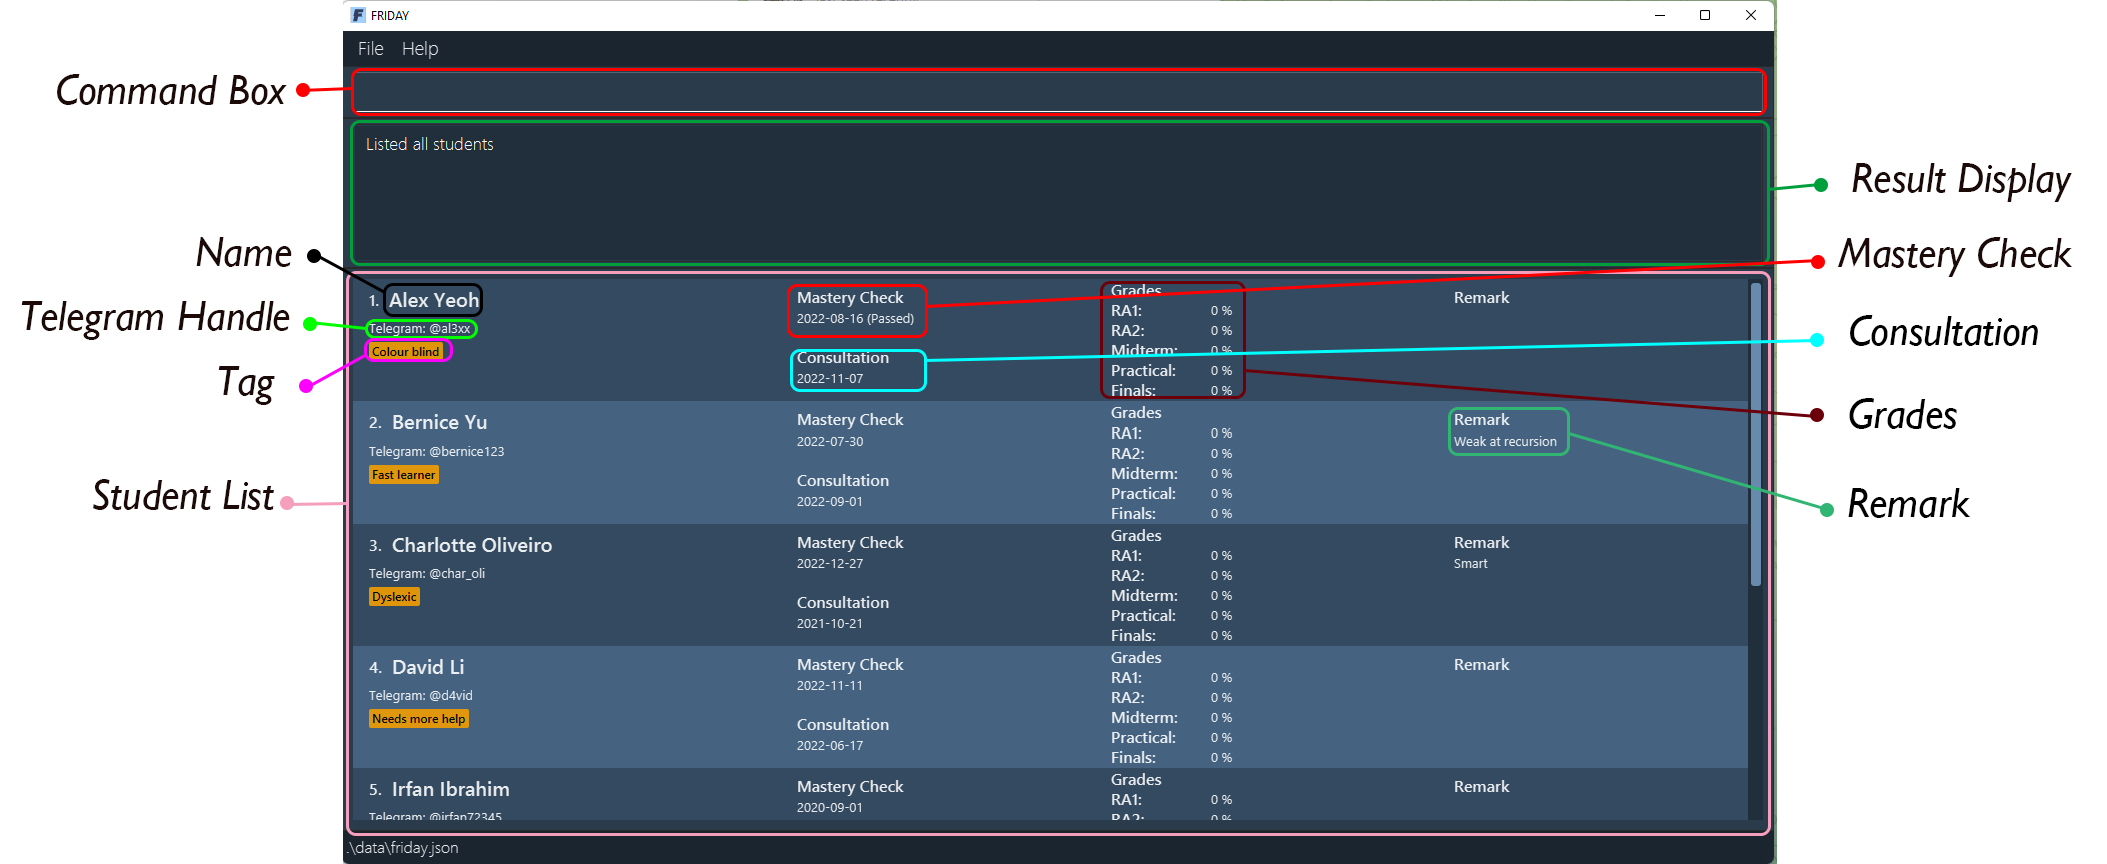 FRIDAY
File Help
Command Box
Listed all students
Result Display
Mastery Check
Consultation
Grades
Remark
Name
Telegram Handle
Tag
Student List
1. Alex Yeoh
Telegram: @al3xx
Colour blind
Mastery Check
2022-08-16 (Passed)
Consultation
2022-11-07
Grades
RA1: 0 %
RA2: 0 %
Midterm: 0 %
Practical: 0 %
Finals: 0 %
Remark
2. Bernice Yu
Telegram: @bernice123
Fast learner
Mastery Check
2022-07-30
Consultation
2022-09-01
Grades
RA1: 0 %
RA2: 0 %
Midterm: 0 %
Practical: 0 %
Finals: 0 %
Remark
Weak at recursion
3. Charlotte Oliveiro
Telegram: @char_oli
Dyslexic
Mastery Check
2022-12-27
Consultation
2021-10-21
Grades
RA1: 0 %
RA2: 0 %
Midterm: 0 %
Practical: 0 %
Finals: 0 %
Remark
Smart
4. David Li
Telegram: @d4vid
Needs more help
Mastery Check
2022-11-11
Consultation
2022-06-17
Grades
RA1: 0 %
RA2: 0 %
Midterm: 0 %
Practical: 0 %
Finals: 0 %
Remark
5. Irfan Ibrahim
Telegram: @irfan72345
Mastery Check
2020-09-01
Grades
RA1: 0 %
RA2: 0 %
Remark
.\data\friday.json